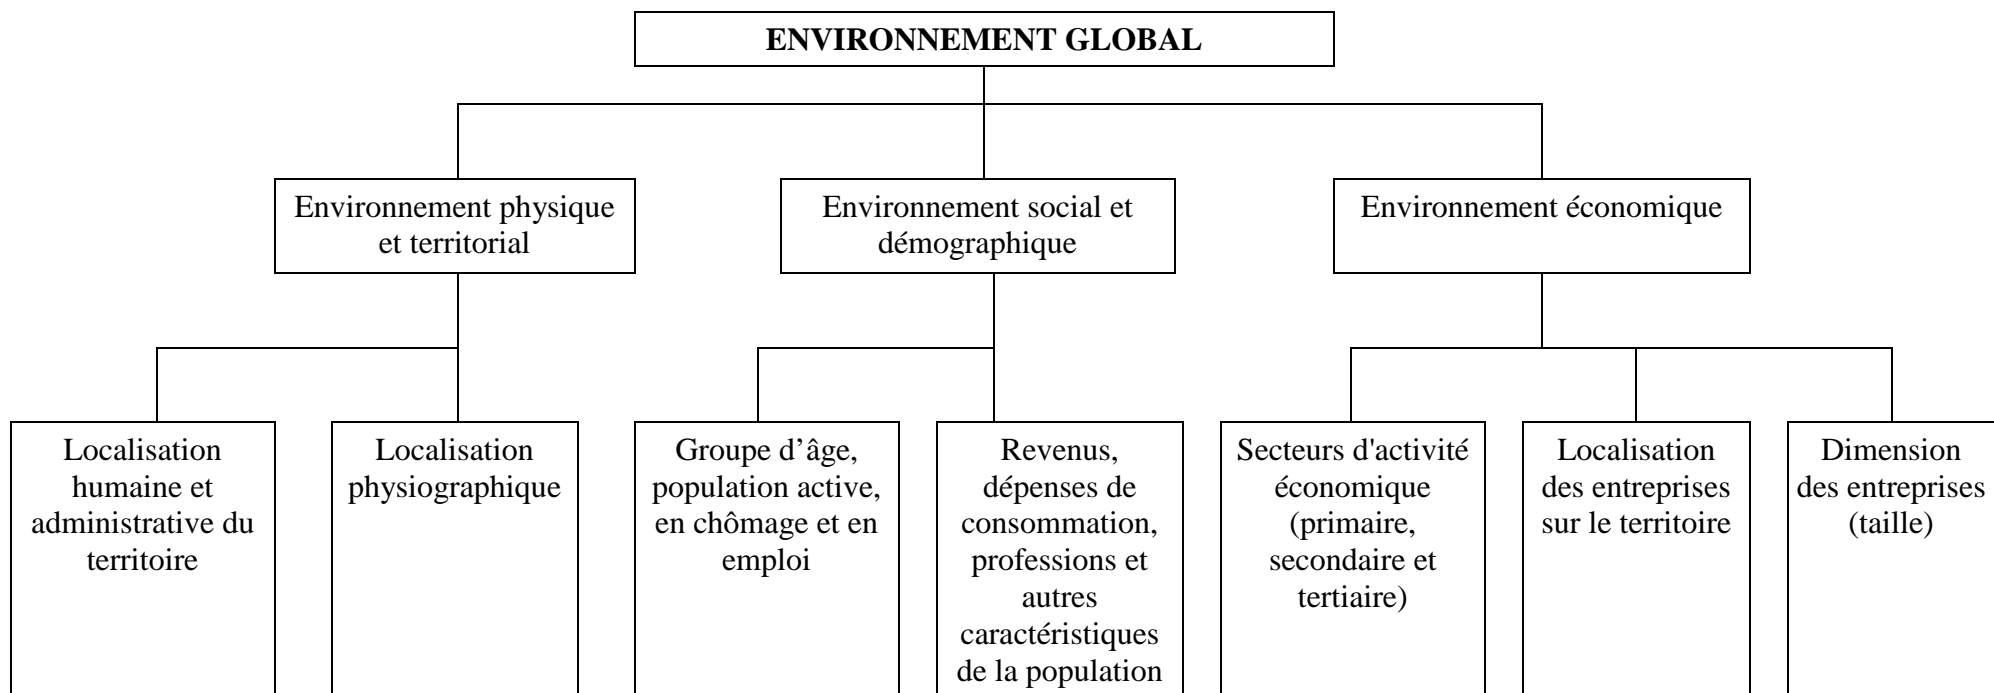 ENVIRONNEMENT GLOBAL
Environnement physique
et territorial
Environnement social et
démographique
Environnement économique
Localisation
humaine et
administrative du
territoire
Localisation
physiographique
Groupe d’âge,
population active,
en chômage et en
emploi
Revenus,
dépenses de
consommation,
professions et
autres
caractéristiques
de la population
Secteurs d'activité
économique
(primaire,
secondaire et
tertiaire)
Localisation
des entreprises
sur le territoire
Dimension
des entreprises
(taille)